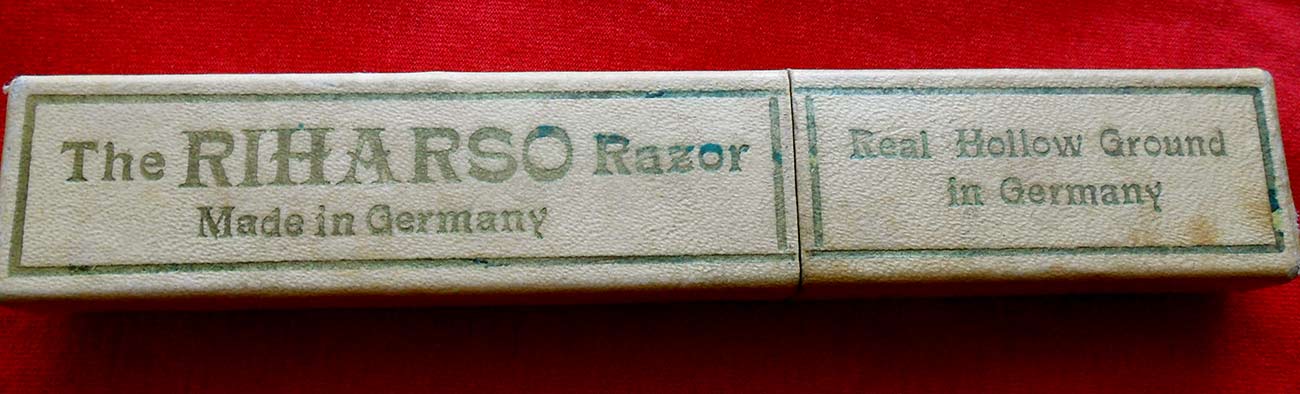 The RIHARSO Razor
Made in Germany
Real Hollow Ground
in Germany